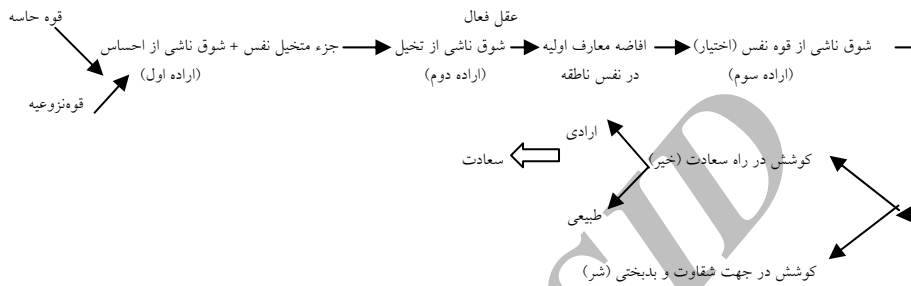 قوه حاسه
عقل فعال
جزء متخیل نفس + شوق ناشی از احساس
شوق ناشی از تخیل
افاضه معارف اولیه
شوق ناشی از قوه نفس (اختیار)
(اراده اول)
(اراده دوم)
در نفس ناطقه
(اراده سوم)
قوه‌نزوعیه
ارادی
کوشش در راه سعادت (خیر)
سعادت
طبیعی
کوشش در جهت شقاوت و بدبختی (شر)
SID